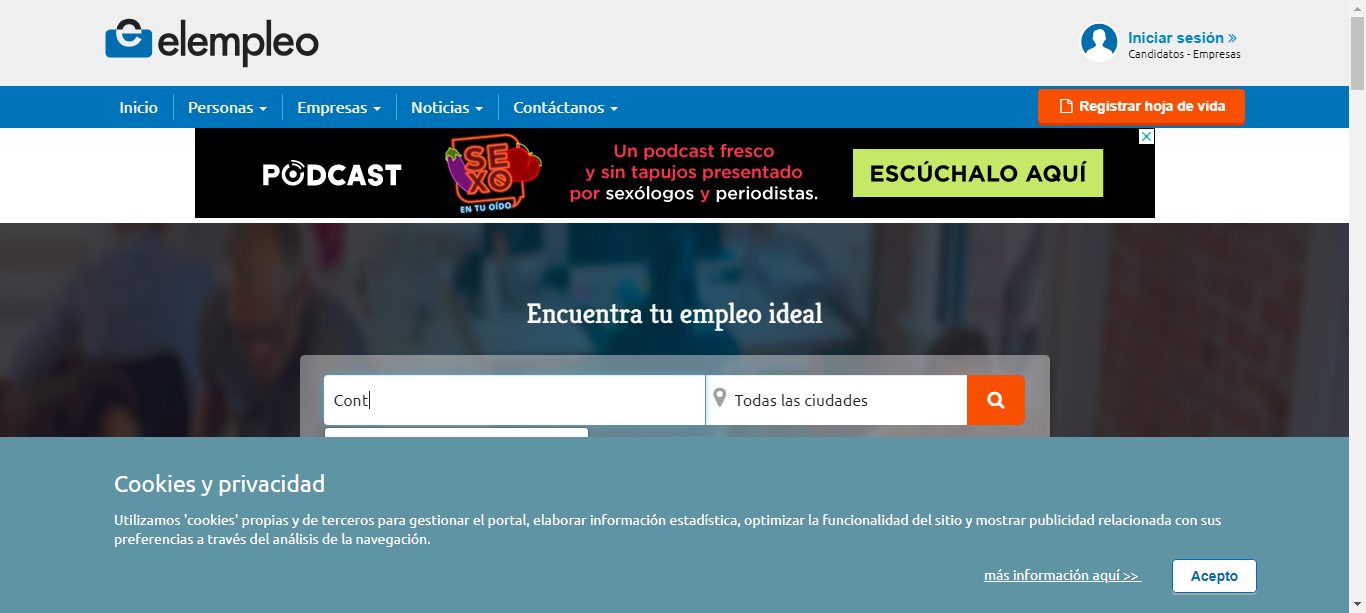 elempleo
Iniciar sesión »
Candidatos - Empresas
Inicio
Personas
Empresas
Noticias
Contáctanos
Registrar hoja de vida
PODCAST
SEXO
EN TU OÍDO
Un podcast fresco
y sin tapujos presentado
por sexólogos y periodistas.
ESCÚCHALO AQUÍ
Encuentra tu empleo ideal
Cont
Todas las ciudades
Cookies y privacidad
Utilizamos 'cookies' propias y de terceros para gestionar el portal, elaborar información estadística, optimizar la funcionalidad del sitio y mostrar publicidad relacionada con sus
preferencias a través del análisis de la navegación.
más información aquí >>
Acepto